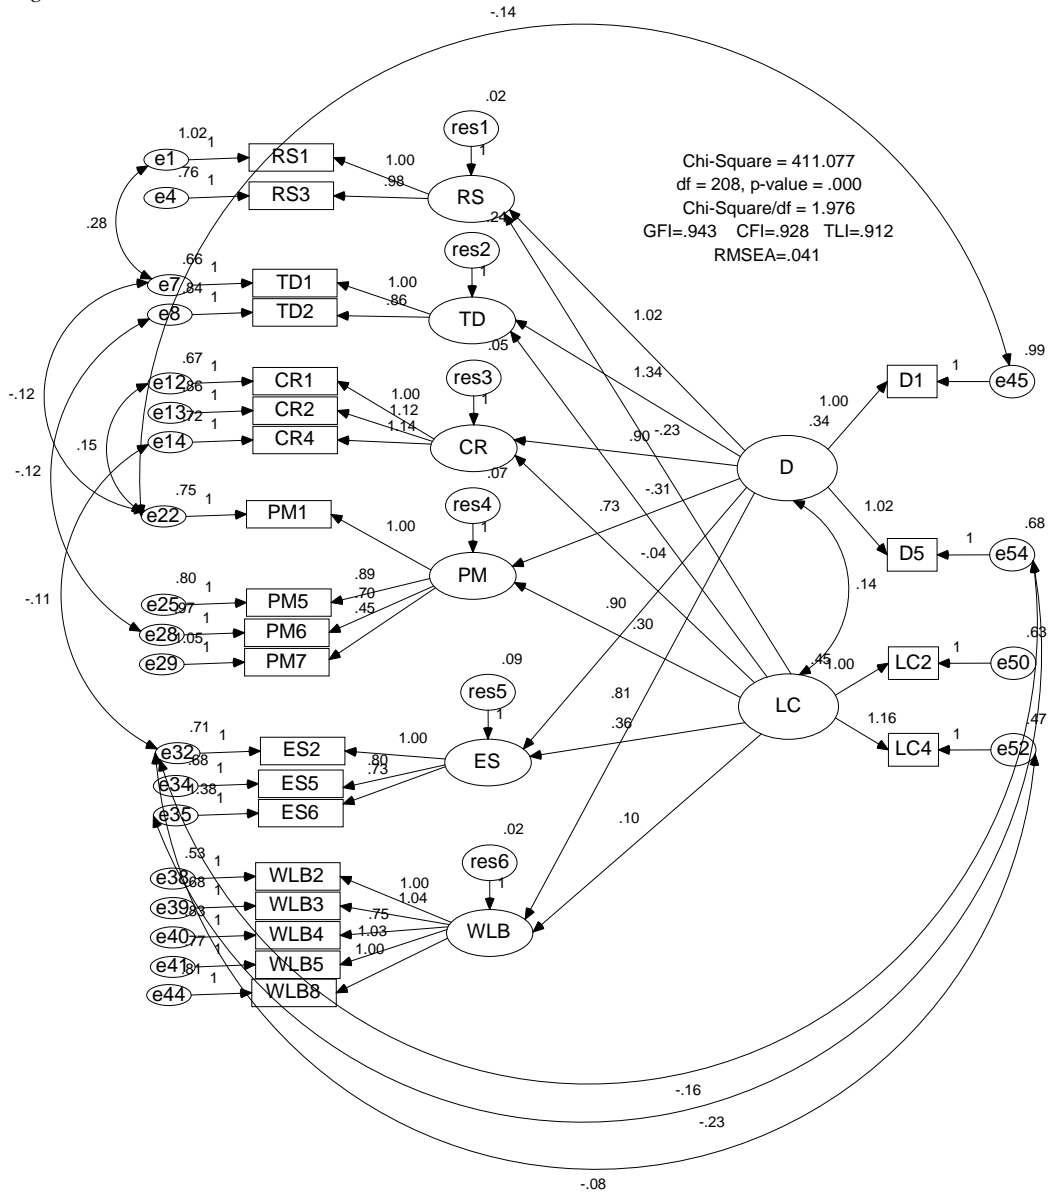 -.14
.02
res1
1.02
1
1
e1
RS1
1.00
Chi-Square = 411.077
.76
1
.98
df = 208, p-value = .000
e4
RS3
RS
Chi-Square/df = 1.976
.28
.24
GFI=.943 CFI=.928 TLI=.912
res2
RMSEA=.041
.66
1
1
e7
TD1
1.00
.84
1
.86
e8
TD2
TD
1.02
.05
.67
1
res3
1.34
.99
e12
CR1
1.00
1
D1
1
e45
-.12
.86
1
e13
CR2
1.12
1.00
.72
1
1.14
.34
e14
CR4
CR
.90
-.23
.15
D
-.12
.07
.75
1
res4
-.31
e22
PM1
1.00
1
.73
1.02
.68
-.04
D5
1
e54
.80
1
.89
PM
-.11
e25
PM5
.70
.14
.97
1
.45
.90
e28
PM6
.30
1.05
1
.63
e29
PM7
.09
.45
1.00
LC2
1
e50
res5
.81
LC
.71
1
1
.36
1.16
.47
e32
ES2
1.00
LC4
1
e52
.68
1
.80
ES
e34
ES5
.73
1.38
1
e35
ES6
.10
.02
.53
1
res6
e38
WLB2
1.00
1
.68
1
1.04
e39
WLB3
.75
.83
1
1.03
WLB
e40
WLB4
1.00
.77
1
e41
WLB5
.81
1
e44
WLB8
-.16
-.23
-.08